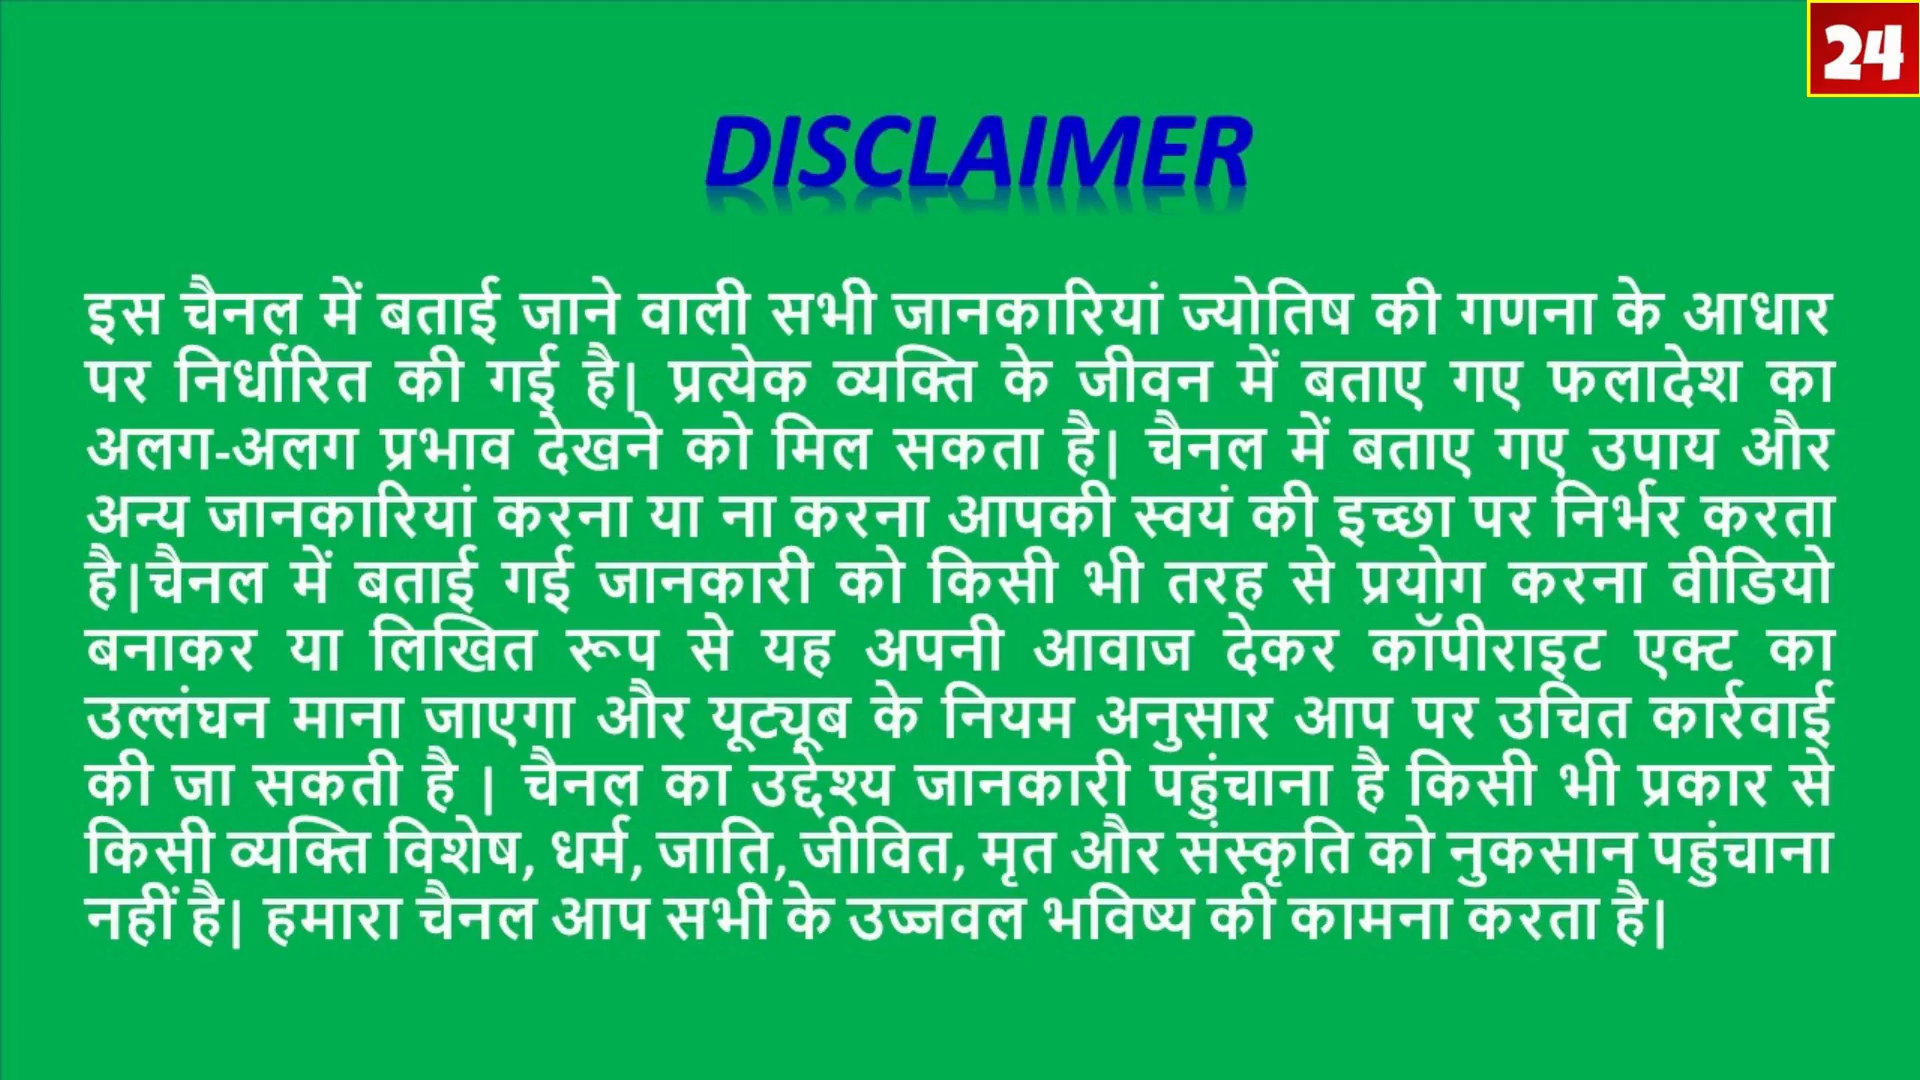 24
DISCLAIMER
इस चैनल में बताई जाने वाली सभी जानकारियां ज्योतिष की गणना के आधार
पर निर्धारित की गई है| प्रत्येक व्यक्ति के जीवन में बताए गए फलादेश का
अलग-अलग प्रभाव देखने को मिल सकता है| चैनल में बताए गए उपाय और
अन्य जानकारियां करना या ना करना आपकी स्वयं की इच्छा पर निर्भर करता
है|चैनल में बताई गई जानकारी को किसी भी तरह से प्रयोग करना वीडियो
बनाकर या लिखित रूप से यह अपनी आवाज देकर कॉपीराइट एक्ट का
उल्लंघन माना जाएगा और यूट्यूब के नियम अनुसार आप पर उचित कार्रवाई
की जा सकती है | चैनल का उद्देश्य जानकारी पहुंचाना है किसी भी प्रकार से
किसी व्यक्ति विशेष, धर्म, जाति, जीवित, मृत और संस्कृति को नुकसान पहुंचाना
नहीं है| हमारा चैनल आप सभी के उज्जवल भविष्य की कामना करता है|